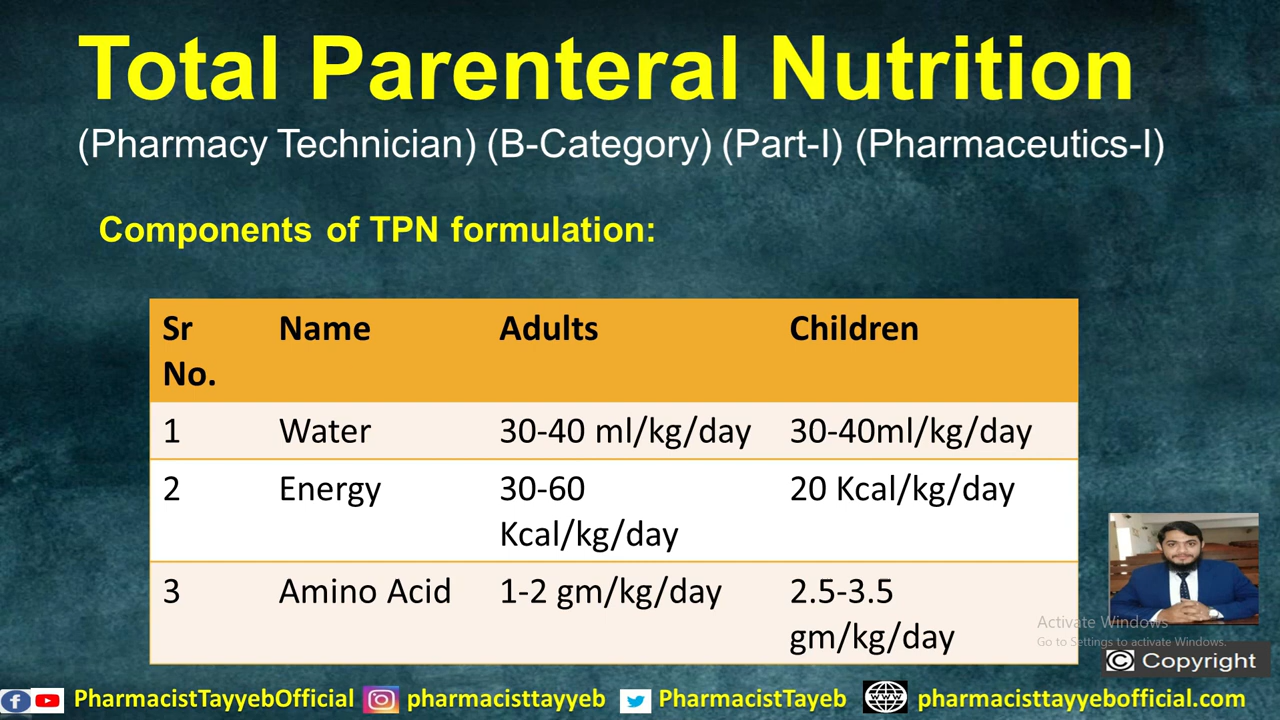 Total Parenteral Nutrition
(Pharmacy Technician) (B-Category) (Part-I) (Pharmaceutics-I)
Components of TPN formulation:
Sr No. Name Adults Children
1 Water 30-40 ml/kg/day 30-40ml/kg/day
2 Energy 30-60 Kcal/kg/day 20 Kcal/kg/day
3 Amino Acid 1-2 gm/kg/day 2.5-3.5 gm/kg/day
Activate Windows
Go to Settings to activate Windows.
© Copyright
PharmacistTayyebOfficial pharmacisttayyeb PharmacistTayeb WWW pharmacisttayyebofficial.com